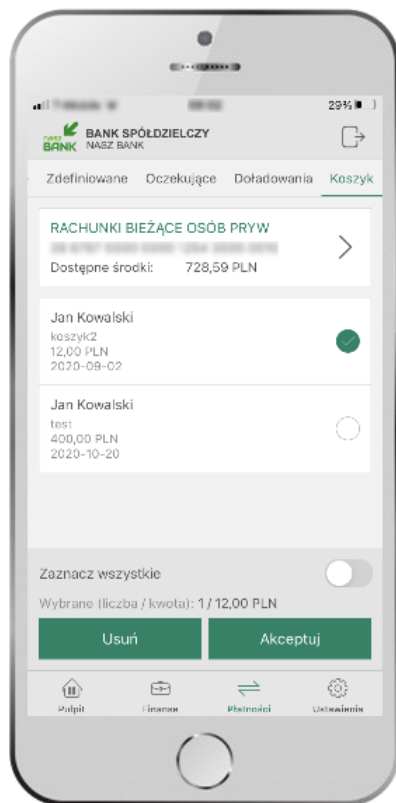 29%
NASZ
BANK
BANK SPÓŁDZIELCZY
NASZ BANK
Zdefiniowane Oczekujące Doładowania Koszyk
RACHUNKI BIEŻĄCE OSÓB PRYW
Dostępne środki: 728,59 PLN
Jan Kowalski
koszyk2
12,00 PLN
2020-09-02
Jan Kowalski
test
400,00 PLN
2020-10-20
Zaznacz wszystkie
Wybrane (liczba / kwota): 1 / 12,00 PLN
Usuń Akceptuj
Pulpit Finanse Płatności Ustawienia